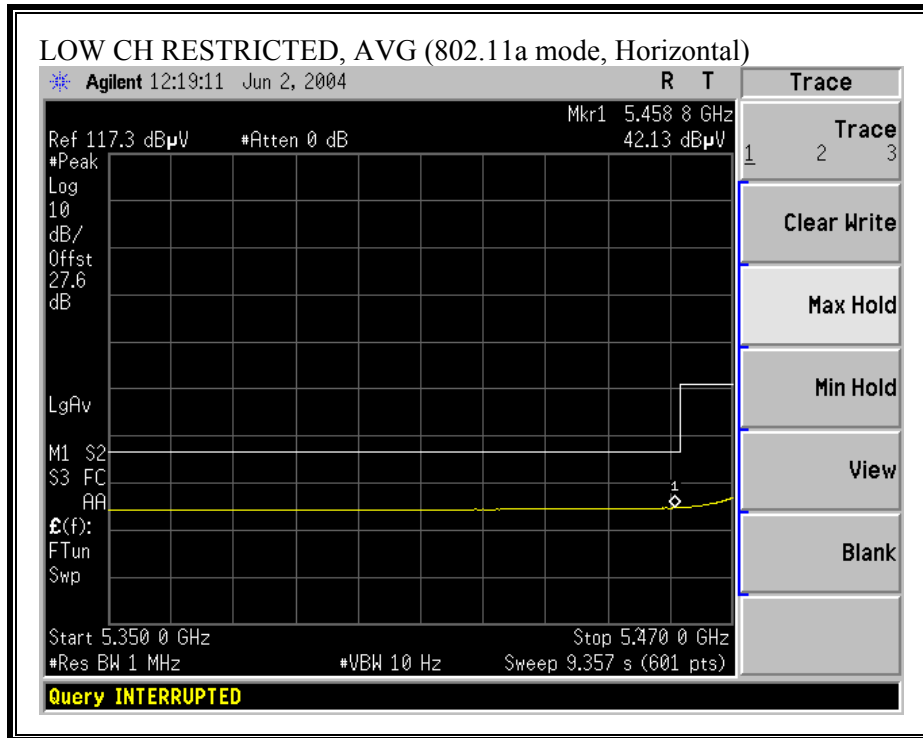 LOW CH RESTRICTED, AVG (802.11a mode, Horizontal)
Agilent 12:19:11 Jun 2, 2004 R T
Mkr1 5.458 8 GHz
Ref 117.3 dBµV #Atten 0 dB 42.13 dBµV
#Peak
Log
10
dB/
Offst
27.6
dB
LgAv
M1 S2
S3 FC
AA
£(f):
FTun
Swp
1
Start 5.350 0 GHz Stop 5.470 0 GHz
#Res BW 1 MHz #VBW 10 Hz Sweep 9.357 s (601 pts)
Query INTERRUPTED
Trace
Trace
1 2 3
Clear Write
Max Hold
Min Hold
View
Blank